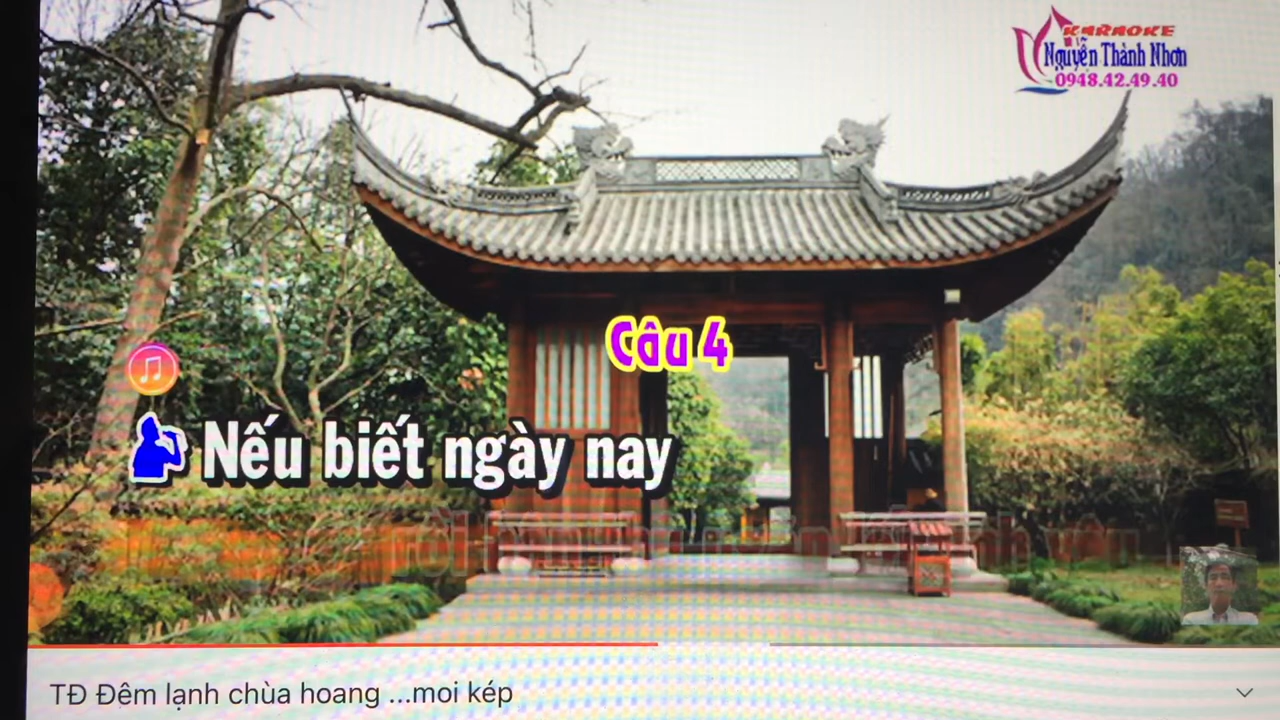 KARAOKE
Nguyễn Thành Nhơn
0948.42.49.40
Câu 4
Nếu biết ngày nay
TĐ Đêm lạnh chùa hoang ...moi kép